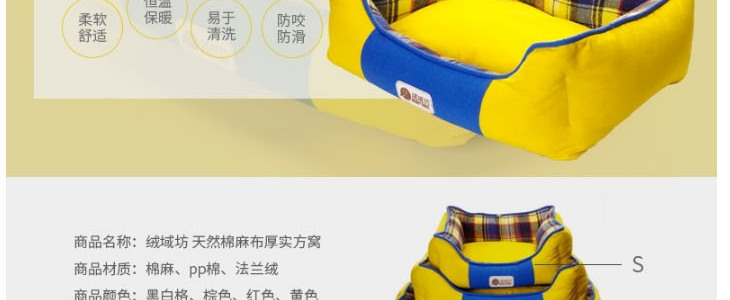 恒温
保暖
柔软
舒适
易于
清洗
防咬
防滑
商品名称：绒域坊 天然棉麻布厚实方窝
S
商品材质：棉麻、pp棉、法兰绒
商品颜色：黑白格、棕色、红色、黄色